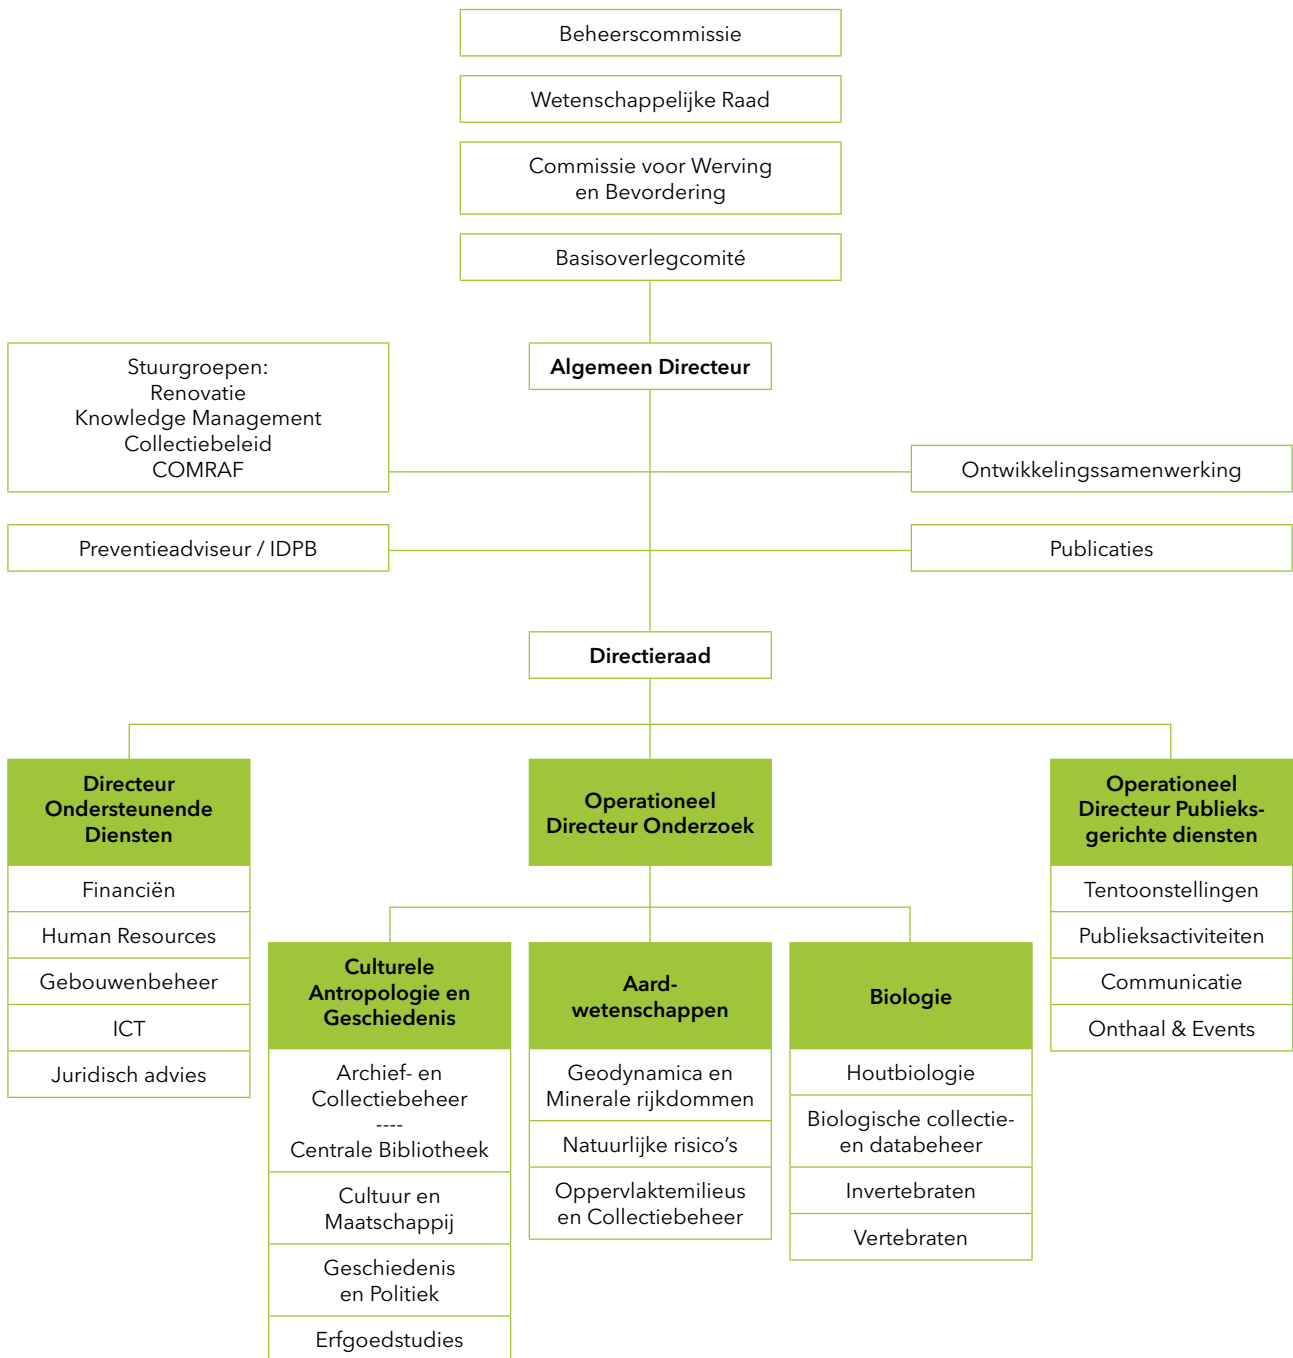 Beheerscommissie
Wetenschappelijke Raad
Commissie voor Werving
en Bevordering
Basisoverlegcomité
Algemeen Directeur
Stuurgroepen:
Renovatie
Knowledge Management
Collectiebeleid
COMRAF
Ontwikkelingssamenwerking
Preventieadviseur / IDPB
Publicaties
Directieraad
Directeur
Ondersteunende
Diensten
Financiën
Human Resources
Gebouwenbeheer
ICT
Juridisch advies
Operationeel
Directeur Onderzoek
Culturele
Antropologie en
Geschiedenis
Archief- en
Collectiebeheer
----
Centrale Bibliotheek
Cultuur en
Maatschappij
Geschiedenis
en Politiek
Erfgoedstudies
Aard-
wetenschappen
Geodynamica en
Minerale rijkdommen
Natuurlijke risico's
Oppervlaktemilieus
en Collectiebeheer
Biologie
Houtbiologie
Biologische collectie-
en databeheer
Invertebraten
Vertebraten
Operationeel
Directeur Publieks-
gerichte diensten
Tentoonstellingen
Publieksactiviteiten
Communicatie
Onthaal & Events